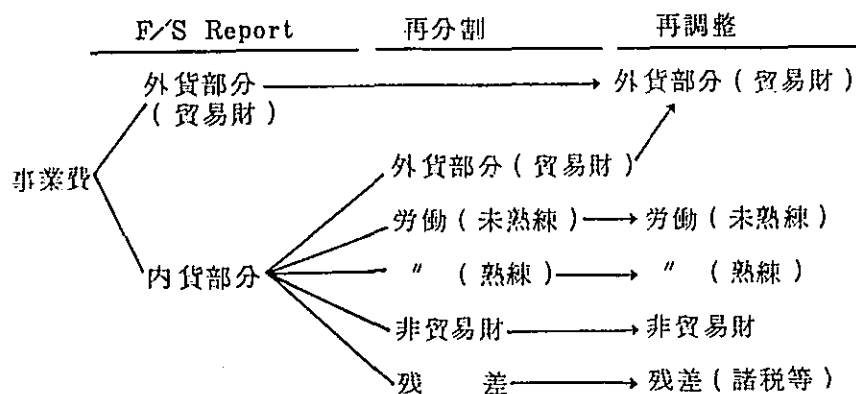 F/S Report 再分割 再調整
外貨部分 外貨部分（貿易財）
（貿易財）
外貨部分（貿易財）
事業費
労働（未熟練） 労働（未熟練）
内貨部分 〃 （熟練） 〃 （熟練）
非貿易財 非貿易財
残 差 残差（諸税等）